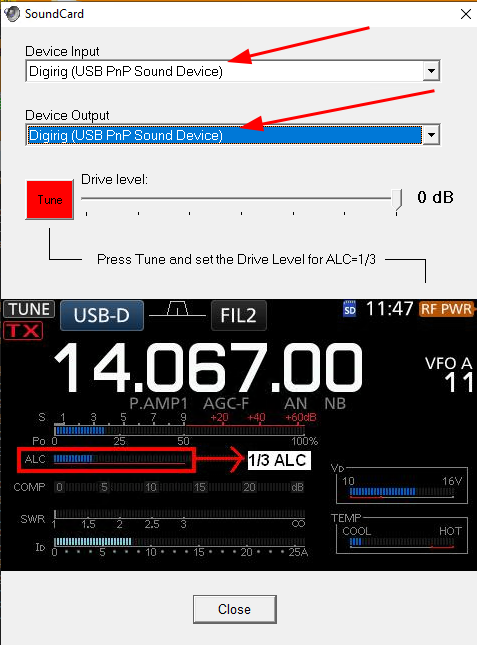 SoundCard
Device Input
Digirig (USB PnP Sound Device)
Device Output
Digirig (USB PnP Sound Device)
Drive level:
Tune
0 dB
Press Tune and set the Drive Level for ALC=1/3
TUNE USB-D FIL2 SD 11:47 RF PWR
TX
14.067.00 VFO A
11
P.AMP1 AGC-F AN NB
S 1 3 5 7 9 +20 +40 +60dB
Po 0 25 50 100%
ALC 1/3 ALC
COMP 0 5 10 15 20 dB
SWR 1 1.5 2 3 ∞
ID 0 5 10 15 20 25A
VD
10 16V
TEMP
COOL HOT
Close